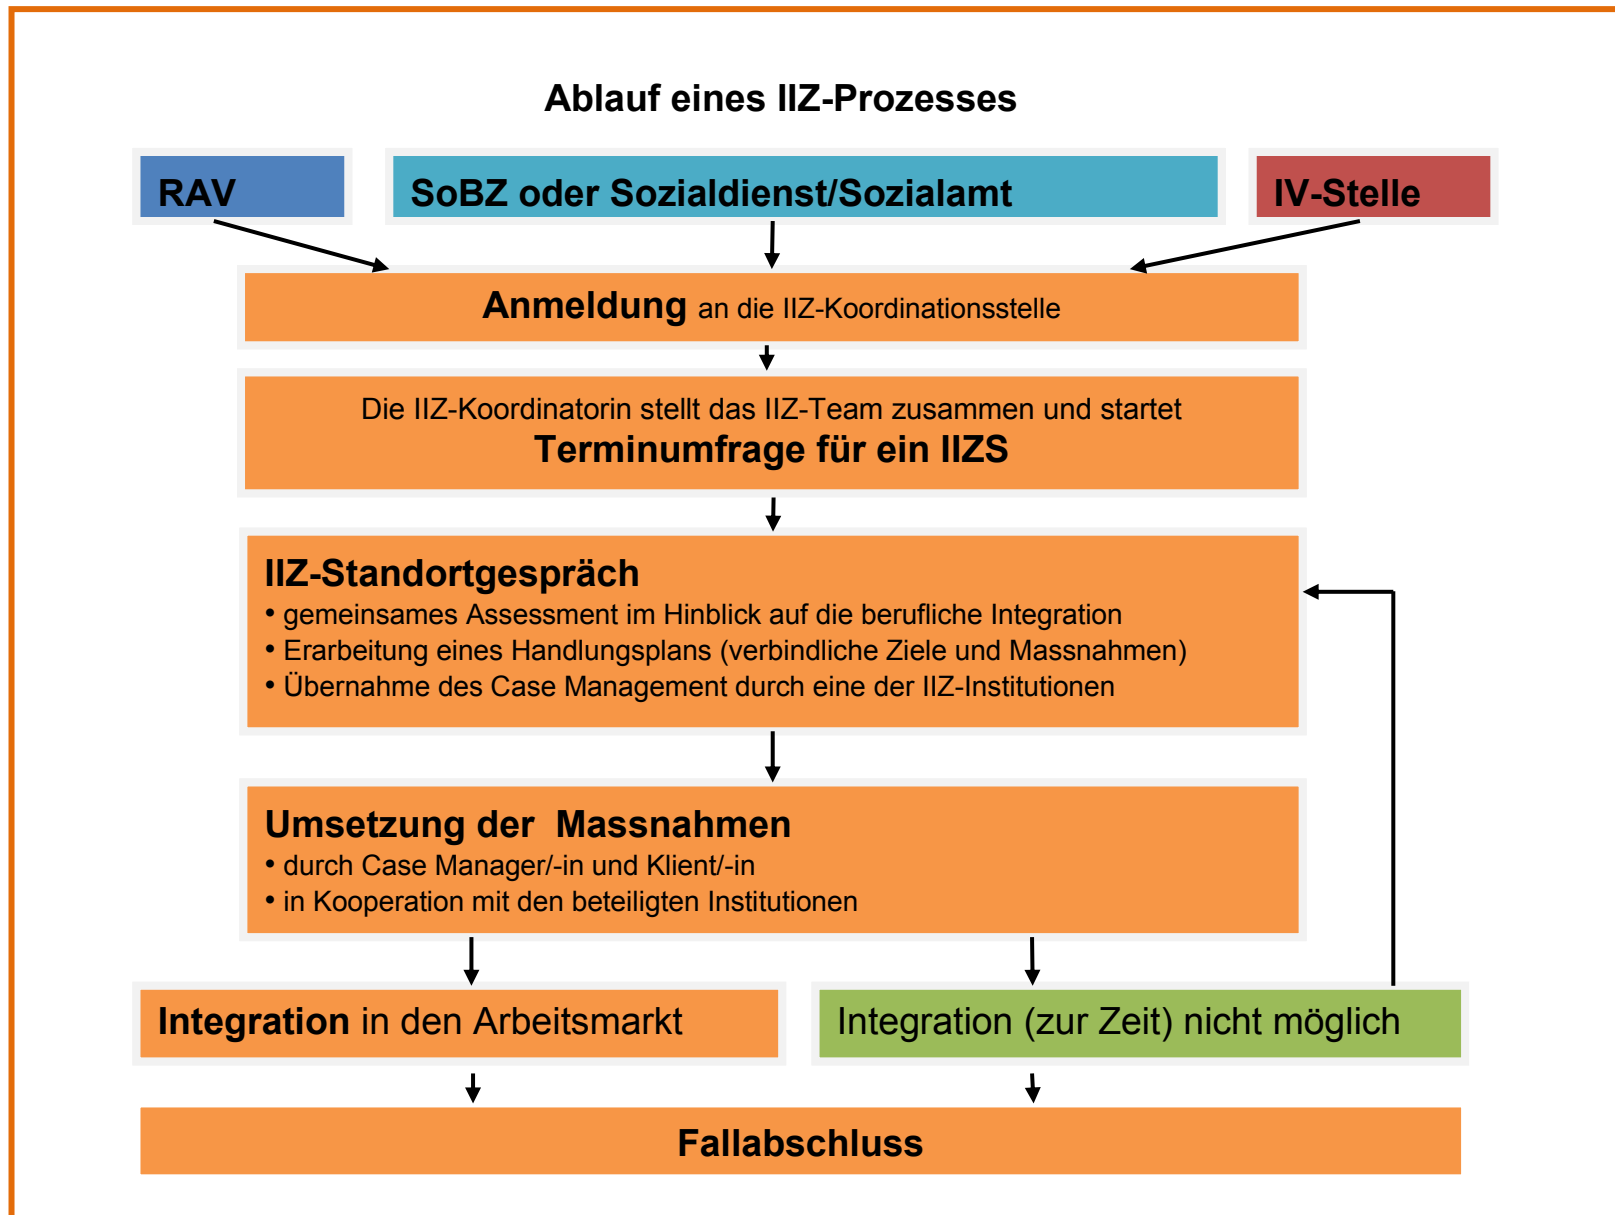 Ablauf eines IIZ-Prozesses
RAV
SoBZ oder Sozialdienst/Sozialamt
IV-Stelle
Anmeldung an die IIZ-Koordinationsstelle
Die IIZ-Koordinatorin stellt das IIZ-Team zusammen und startet
Terminumfrage für ein IIZS
IIZ-Standortgespräch
• gemeinsames Assessment im Hinblick auf die berufliche Integration
• Erarbeitung eines Handlungsplans (verbindliche Ziele und Massnahmen)
• Übernahme des Case Management durch eine der IIZ-Institutionen
Umsetzung der  Massnahmen
• durch Case Manager/-in und Klient/-in
• in Kooperation mit den beteiligten Institutionen
Integration in den Arbeitsmarkt
Integration (zur Zeit) nicht möglich
Fallabschluss